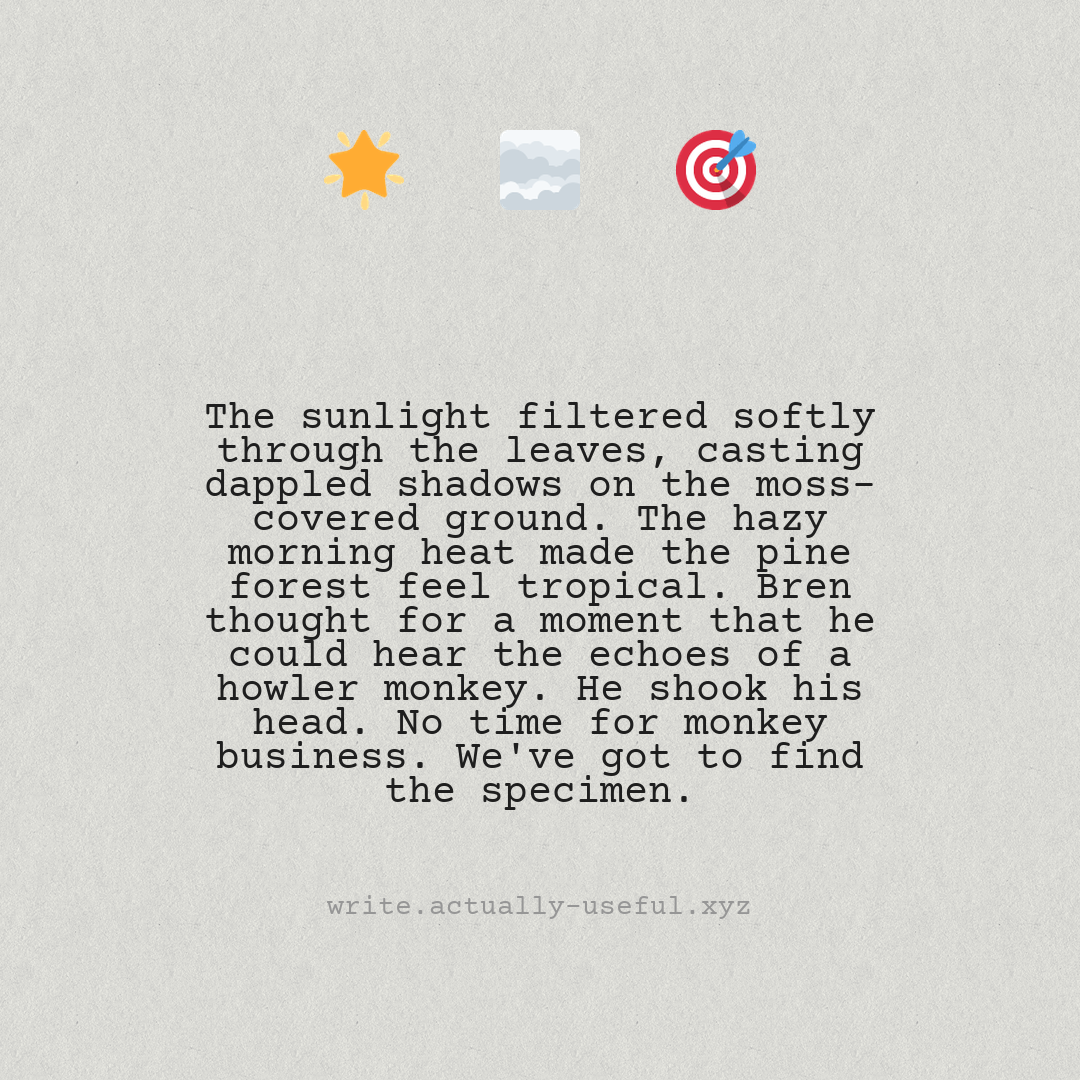 The sunlight filtered softly
through the leaves, casting
dappled shadows on the moss-
covered ground. The hazy
morning heat made the pine
forest feel tropical. Bren
thought for a moment that he
could hear the echoes of a
howler monkey. He shook his
head. No time for monkey
business. We've got to find
the specimen.
write.actually-useful.xyz